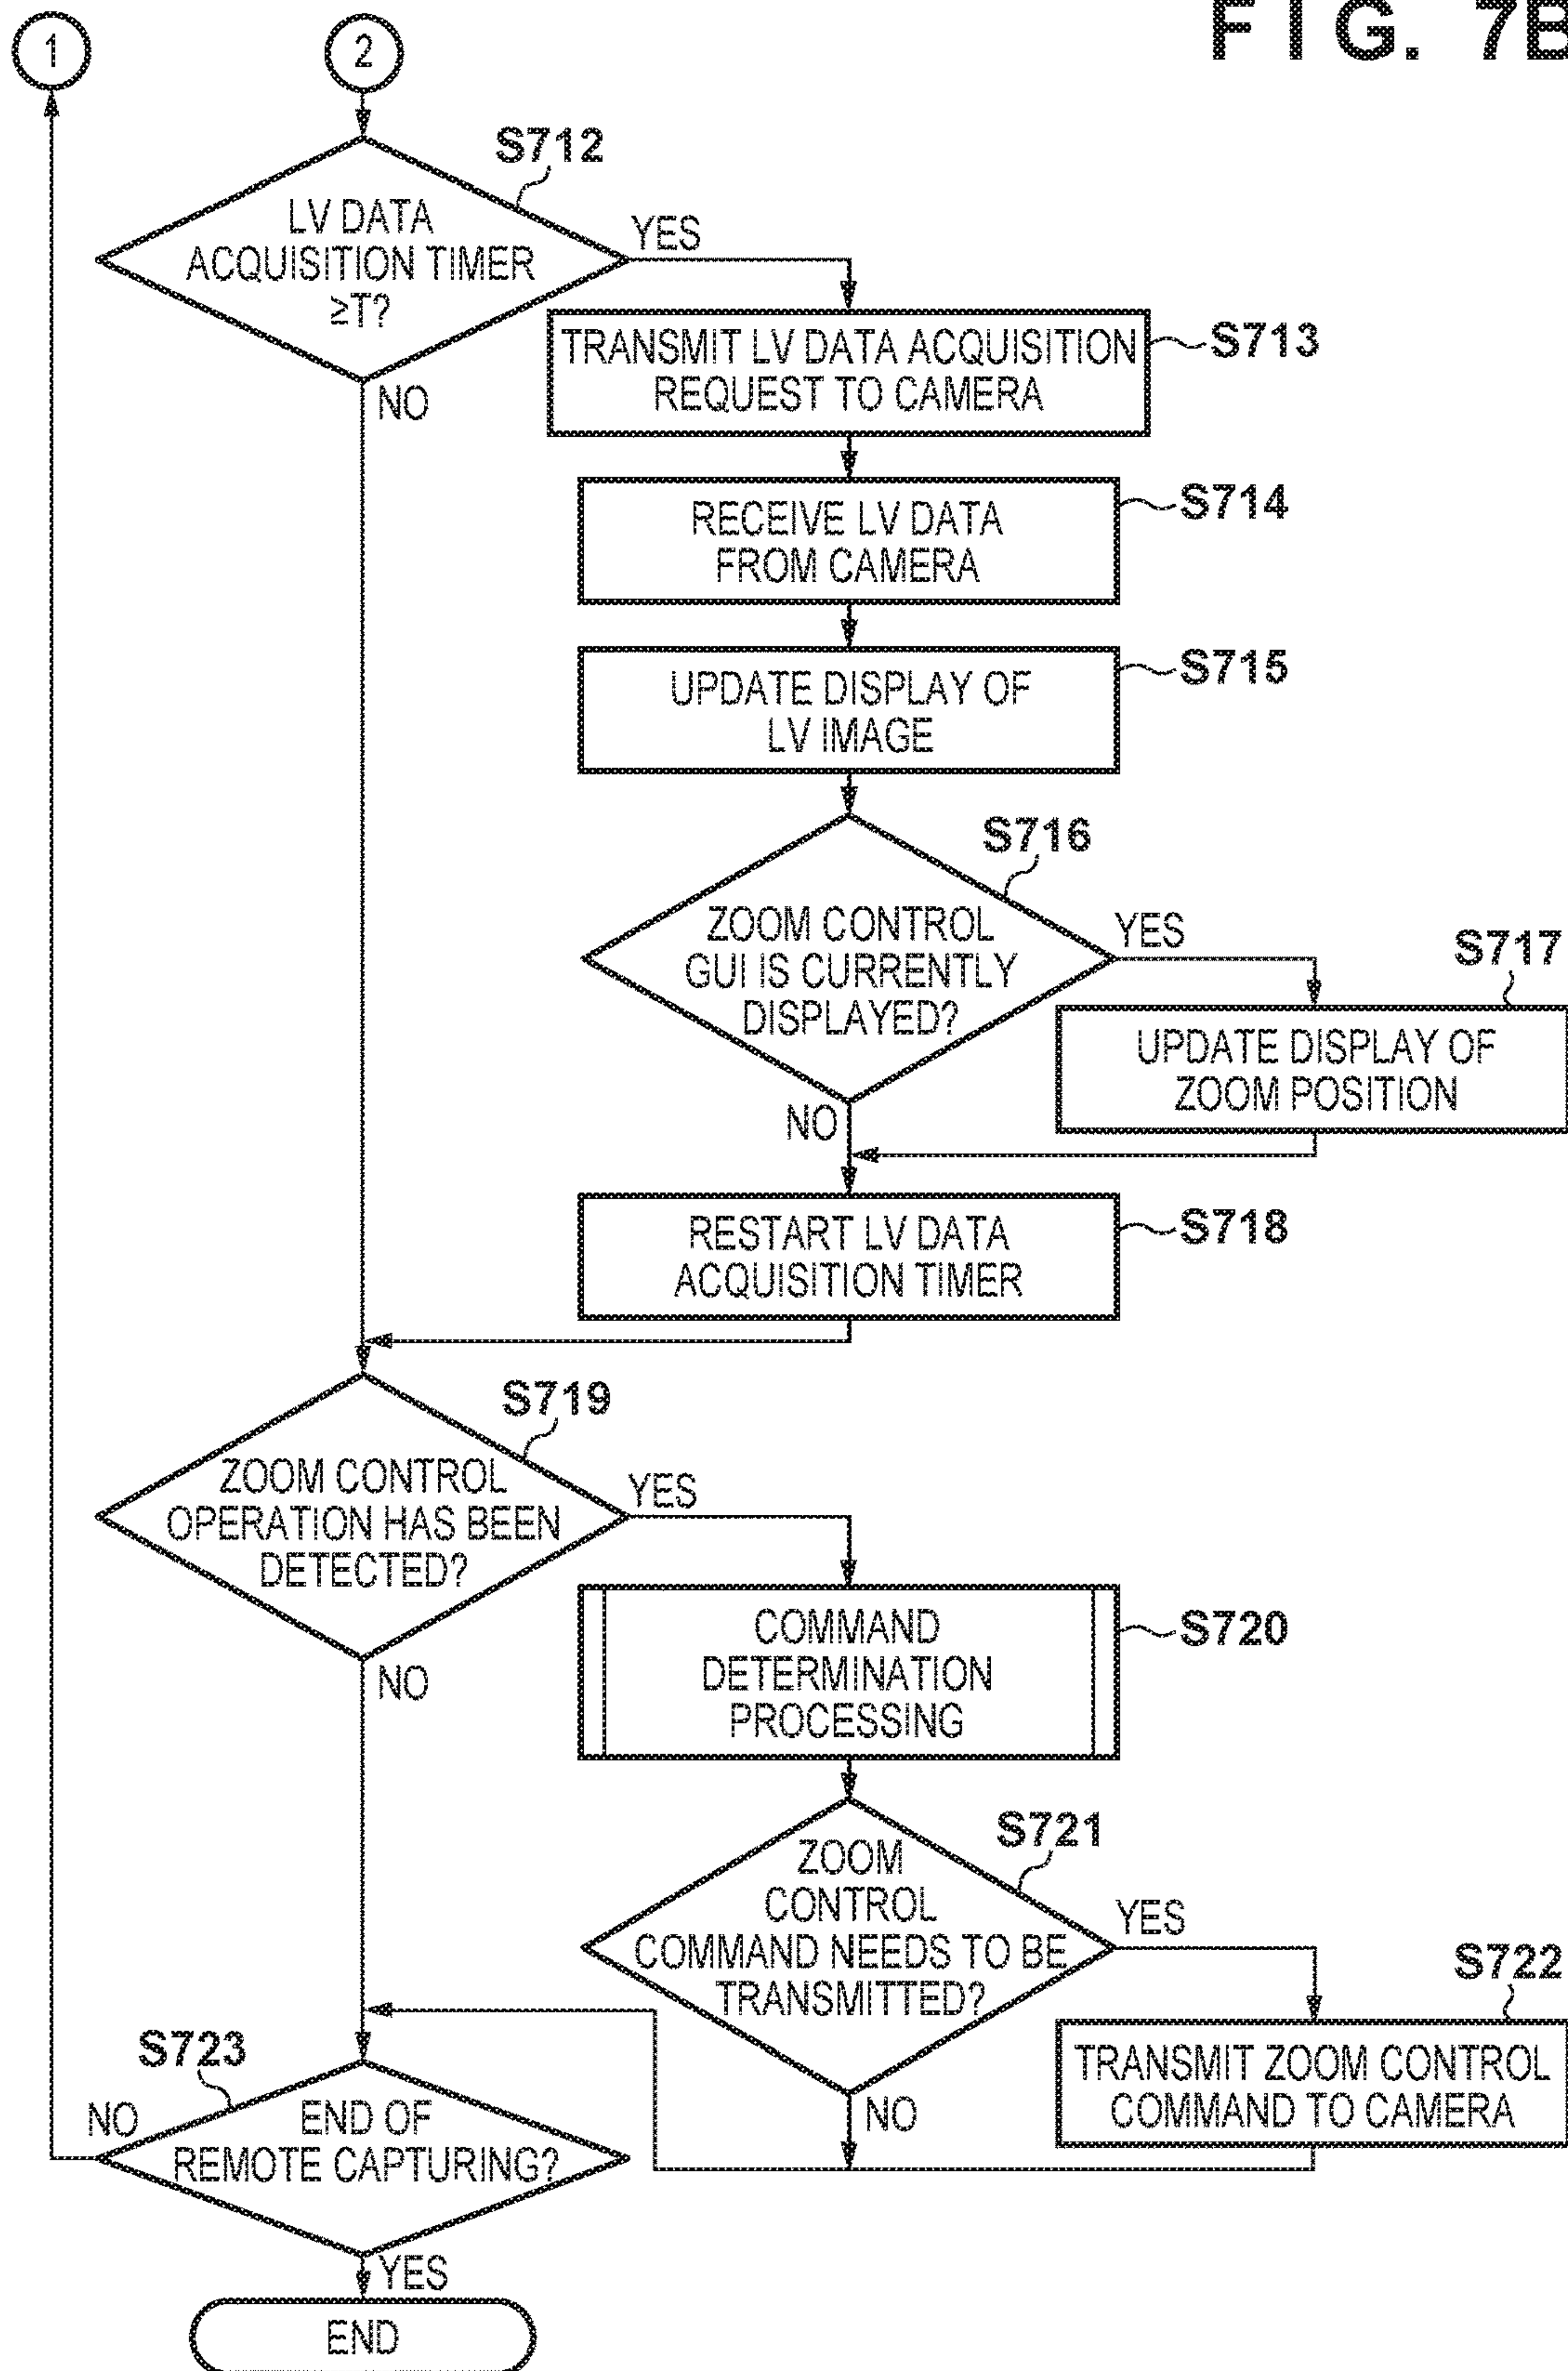 FIG. 7B
1
2
S712
LV DATA
ACQUISITION TIMER
≥T?
YES
NO
TRANSMIT LV DATA ACQUISITION
REQUEST TO CAMERA
S713
RECEIVE LV DATA
FROM CAMERA
S714
UPDATE DISPLAY OF
LV IMAGE
S715
S716
ZOOM CONTROL
GUI IS CURRENTLY
DISPLAYED?
YES
NO
S717
UPDATE DISPLAY OF
ZOOM POSITION
RESTART LV DATA
ACQUISITION TIMER
S718
S719
ZOOM CONTROL
OPERATION HAS BEEN
DETECTED?
YES
NO
COMMAND
DETERMINATION
PROCESSING
S720
S721
ZOOM
CONTROL
COMMAND NEEDS TO BE
TRANSMITTED?
YES
NO
S722
TRANSMIT ZOOM CONTROL
COMMAND TO CAMERA
S723
END OF
REMOTE CAPTURING?
NO
YES
END